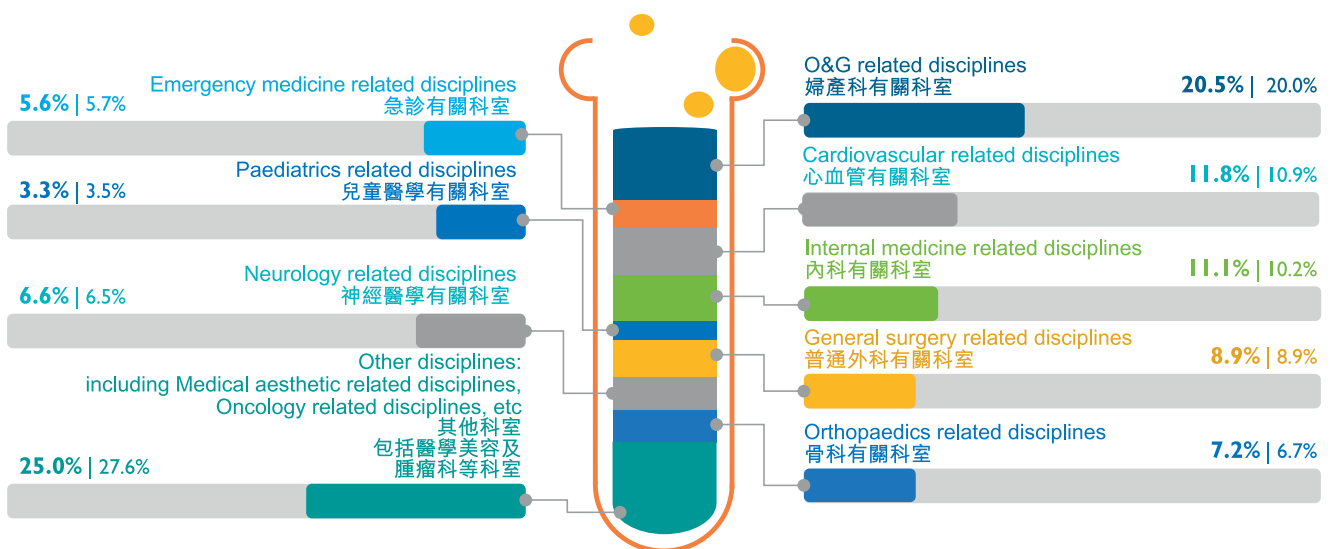 Emergency medicine related disciplines
急診有關科室
5.6% | 5.7%
Paediatrics related disciplines
兒童醫學有關科室
3.3% | 3.5%
Neurology related disciplines
神經醫學有關科室
6.6% | 6.5%
Other disciplines:
including Medical aesthetic related disciplines,
Oncology related disciplines, etc
其他科室
包括醫學美容及
腫瘤科等科室
25.0% | 27.6%
O&G related disciplines
婦產科有關科室
20.5% | 20.0%
Cardiovascular related disciplines
心血管有關科室
11.8% | 10.9%
Internal medicine related disciplines
內科有關科室
11.1% | 10.2%
General surgery related disciplines
普通外科有關科室
8.9% | 8.9%
Orthopaedics related disciplines
骨科有關科室
7.2% | 6.7%